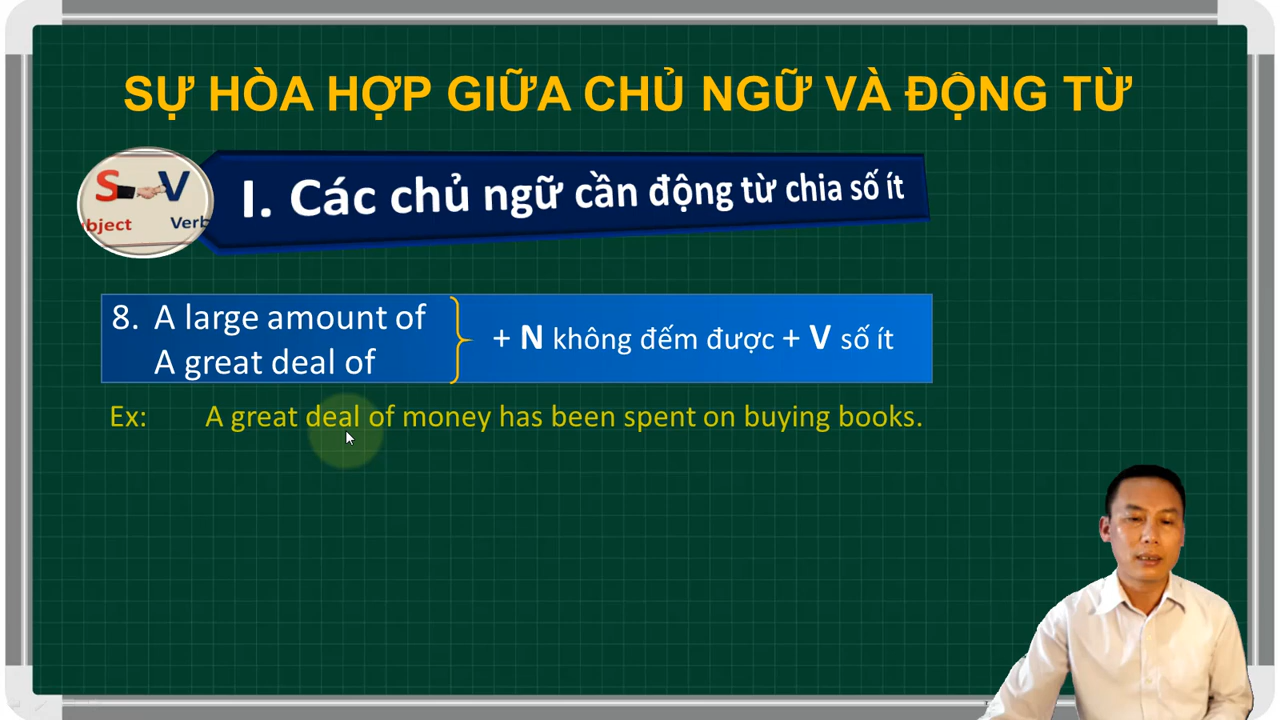 SỰ HÒA HỢP GIỮA CHỦ NGỮ VÀ ĐỘNG TỪ
S V
bject Verb
I. Các chủ ngữ cần động từ chia số ít
8. A large amount of
A great deal of
+ N không đếm được + V số ít
Ex: A great deal of money has been spent on buying books.